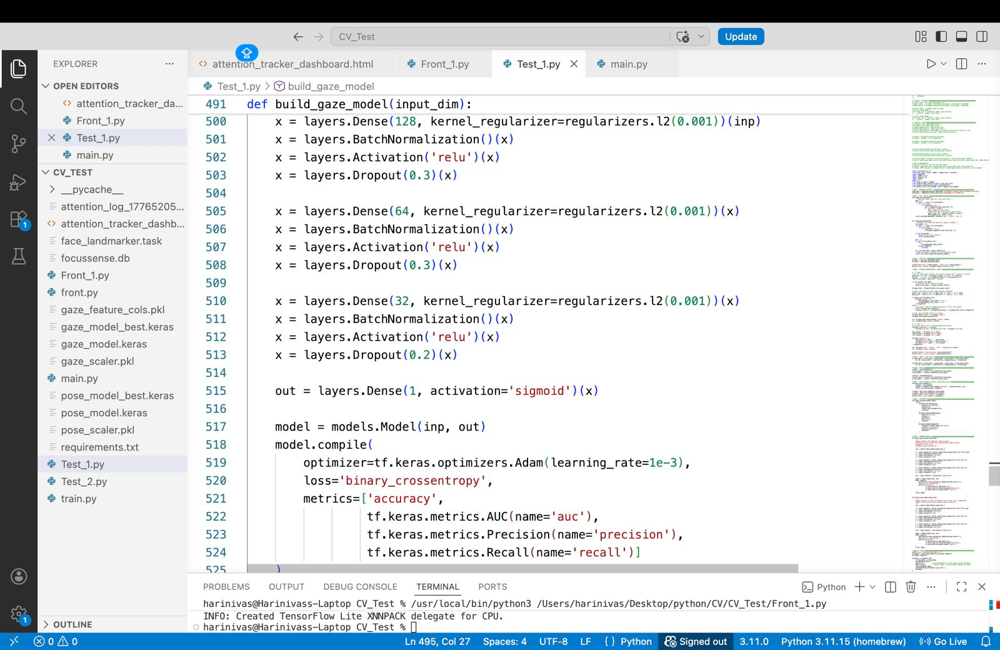 CV_Test
Update
EXPLORER
attention_tracker_dashboard.html
Front_1.py
Test_1.py
main.py
OPEN EDITORS
attention_tracker_da...
Front_1.py
Test_1.py
main.py
CV_TEST
__pycache__
attention_log_17765205...
attention_tracker_dashb...
face_landmarker.task
focussense.db
Front_1.py
front.py
gaze_feature_cols.pkl
gaze_model_best.keras
gaze_model.keras
gaze_scaler.pkl
main.py
pose_model_best.keras
pose_model.keras
pose_scaler.pkl
requirements.txt
Test_1.py
Test_2.py
train.py
OUTLINE
1
1
Test_1.py > build_gaze_model
491 def build_gaze_model(input_dim):
500 x = layers.Dense(128, kernel_regularizer=regularizers.l2(0.001))(inp)
501 x = layers.BatchNormalization()(x)
502 x = layers.Activation('relu')(x)
503 x = layers.Dropout(0.3)(x)
504
505 x = layers.Dense(64, kernel_regularizer=regularizers.l2(0.001))(x)
506 x = layers.BatchNormalization()(x)
507 x = layers.Activation('relu')(x)
508 x = layers.Dropout(0.3)(x)
509
510 x = layers.Dense(32, kernel_regularizer=regularizers.l2(0.001))(x)
511 x = layers.BatchNormalization()(x)
512 x = layers.Activation('relu')(x)
513 x = layers.Dropout(0.2)(x)
514
515 out = layers.Dense(1, activation='sigmoid')(x)
516
517 model = models.Model(inp, out)
518 model.compile(
519 optimizer=tf.keras.optimizers.Adam(learning_rate=1e-3),
520 loss='binary_crossentropy',
521 metrics=['accuracy',
522 tf.keras.metrics.AUC(name='auc'),
523 tf.keras.metrics.Precision(name='precision'),
524 tf.keras.metrics.Recall(name='recall')]
525 )
PROBLEMS OUTPUT DEBUG CONSOLE TERMINAL PORTS
Python
harinivas@Harinivass-Laptop CV_Test % /usr/local/bin/python3 /Users/harinivas/Desktop/python/CV/CV_Test/Front_1.py
INFO: Created TensorFlow Lite XNNPACK delegate for CPU.
harinivas@Harinivass-Laptop CV_Test %
0 0
Ln 495, Col 27 Spaces: 4 UTF-8 LF { } Python Signed out 3.11.0 Python 3.11.15 (homebrew) Go Live